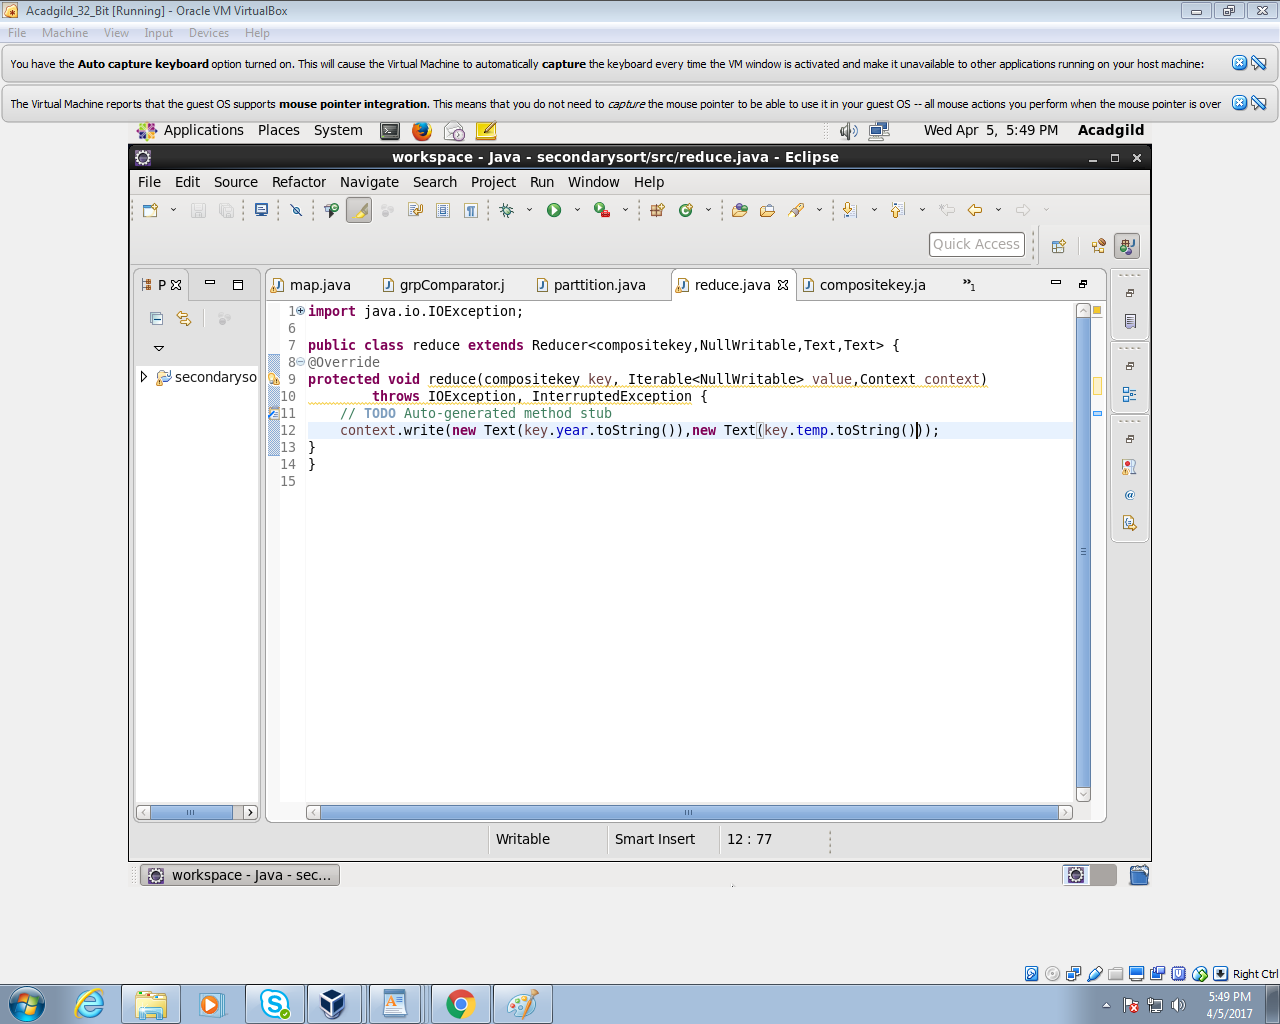 Acadgild_32_Bit [Running] - Oracle VM VirtualBox
File Machine View Input Devices Help
You have the Auto capture keyboard option turned on. This will cause the Virtual Machine to automatically capture the keyboard every time the VM window is activated and make it unavailable to other applications running on your host machine:
The Virtual Machine reports that the guest OS supports mouse pointer integration. This means that you do not need to capture the mouse pointer to be able to use it in your guest OS -- all mouse actions you perform when the mouse pointer is over
Applications Places System Wed Apr 5, 5:49 PM Acadgild
workspace - Java - secondarysort/src/reduce.java - Eclipse
File Edit Source Refactor Navigate Search Project Run Window Help
Quick Access
P map.java grpComparator.j parttition.java reduce.java compositekey.ja »1
1 import java.io.IOException;
6
7 public class reduce extends Reducer<compositekey,NullWritable,Text,Text> {
8 @Override
secondaryso
9 protected void reduce(compositekey key, Iterable<NullWritable> value,Context context)
10 throws IOException, InterruptedException {
11 // TODO Auto-generated method stub
12 context.write(new Text(key.year.toString()),new Text(key.temp.toString()));
13 }
14 }
15
Writable Smart Insert 12 : 77
workspace - Java - sec...
Right Ctrl
5:49 PM
4/5/2017